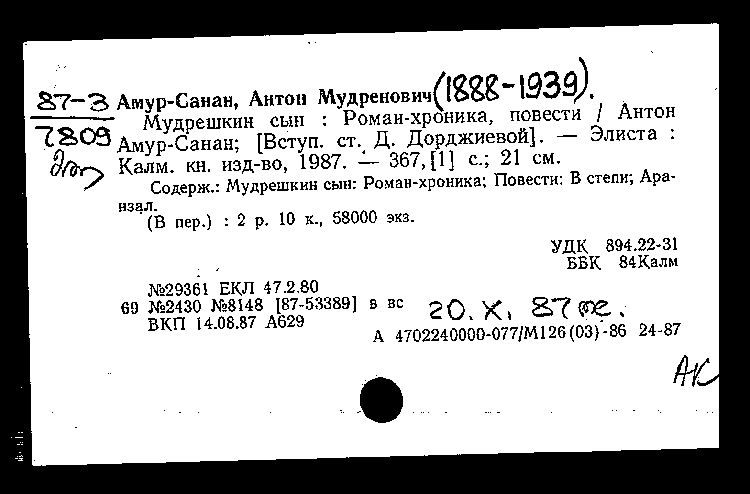 87-3 Амур-Санан, Антон Мудренович (1888-1939).
7809 Мудрешкин сын : Роман-хроника, повести / Антон
Амур-Санан; [Вступ. ст. Д. Дорджиевой]. — Элиста :
Калм. кн. изд-во, 1987. — 367, [1] с.; 21 см.
Содерж.: Мудрешкин сын: Роман-хроника; Повести: В степи; Ара-
нзал.
(В пер.) : 2 р. 10 к., 58000 экз.
УДК 894.22-31
ББК 84Калм
№29361 ЕКЛ 47.2.80
69 №2430 №8148 [87-53389] в вс 20.X.87
ВКП 14.08.87 А629
А 4702240000-077/М126(03)-86 24-87
АК